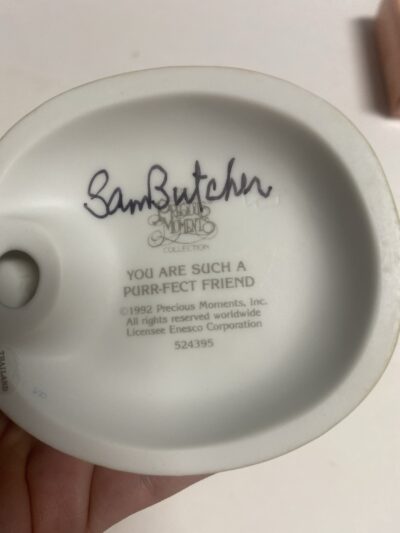 Sam Butcher
PRECIOUS
MOMENTS
COLLECTION
YOU ARE SUCH A
PURR-FECT FRIEND
©1992 Precious Moments, Inc.
All rights reserved worldwide
Licensee Enesco Corporation
524395
THAILAND